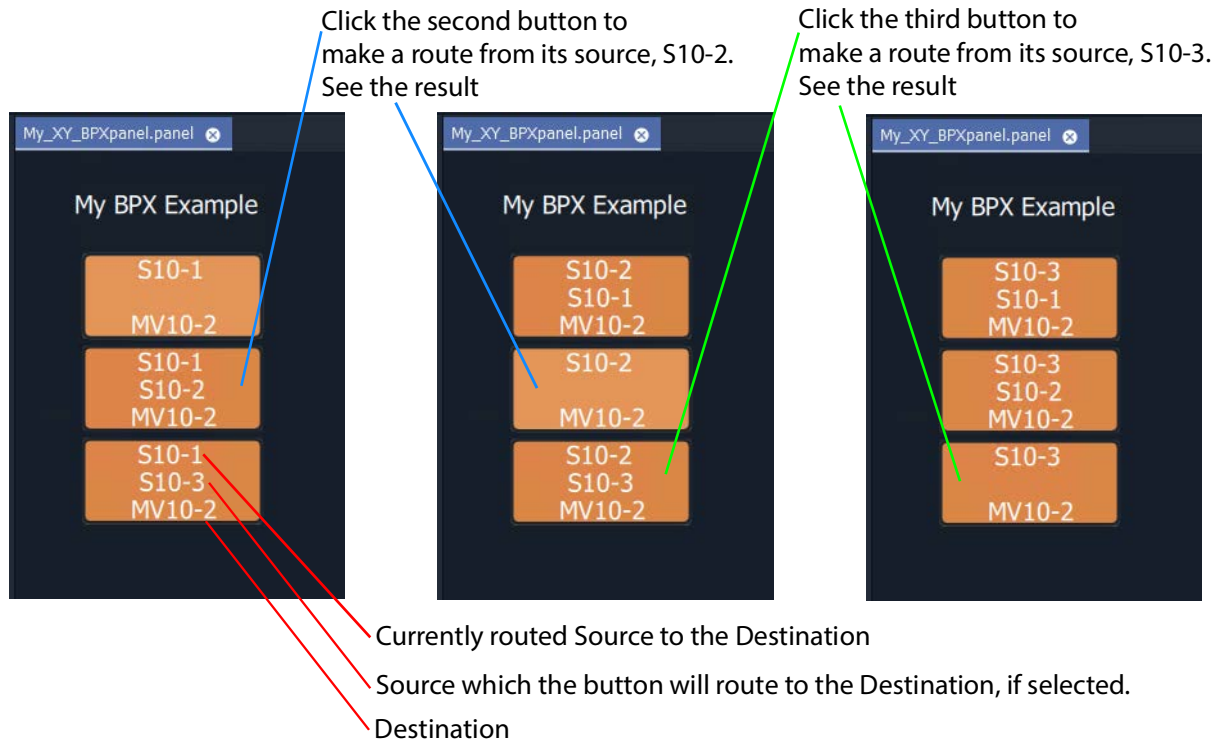 Click the second button to
make a route from its source, S10-2.
See the result
Click the third button to
make a route from its source, S10-3.
See the result
My_XY_BPXpanel.panel
My BPX Example
S10-1
MV10-2
S10-1
S10-2
MV10-2
S10-1
S10-3
MV10-2
My_XY_BPXpanel.panel
My BPX Example
S10-2
S10-1
MV10-2
S10-2
MV10-2
S10-2
S10-3
MV10-2
My_XY_BPXpanel.panel
My BPX Example
S10-3
S10-1
MV10-2
S10-3
S10-2
MV10-2
S10-3
MV10-2
Currently routed Source to the Destination
Source which the button will route to the Destination, if selected.
Destination